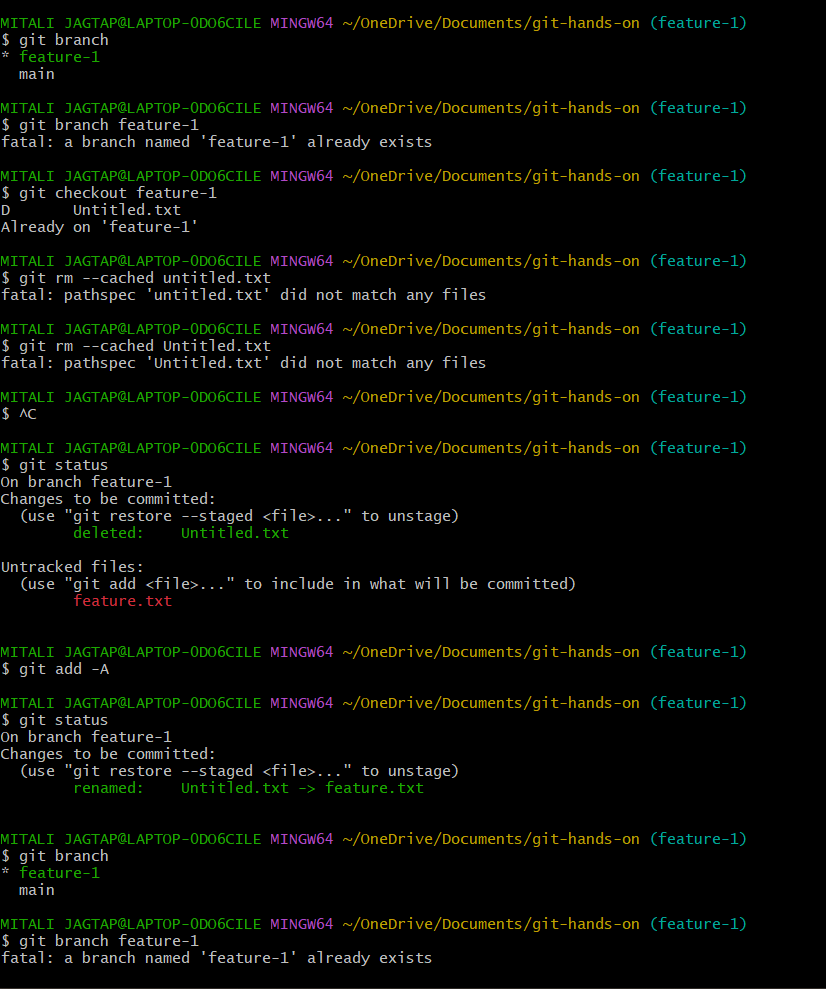 MITALI JAGTAP@LAPTOP-0DO6CILE MINGW64 ~/OneDrive/Documents/git-hands-on (feature-1)
$ git branch
* feature-1
  main

MITALI JAGTAP@LAPTOP-0DO6CILE MINGW64 ~/OneDrive/Documents/git-hands-on (feature-1)
$ git branch feature-1
fatal: a branch named 'feature-1' already exists

MITALI JAGTAP@LAPTOP-0DO6CILE MINGW64 ~/OneDrive/Documents/git-hands-on (feature-1)
$ git checkout feature-1
D       Untitled.txt
Already on 'feature-1'

MITALI JAGTAP@LAPTOP-0DO6CILE MINGW64 ~/OneDrive/Documents/git-hands-on (feature-1)
$ git rm --cached untitled.txt
fatal: pathspec 'untitled.txt' did not match any files

MITALI JAGTAP@LAPTOP-0DO6CILE MINGW64 ~/OneDrive/Documents/git-hands-on (feature-1)
$ git rm --cached Untitled.txt
fatal: pathspec 'Untitled.txt' did not match any files

MITALI JAGTAP@LAPTOP-0DO6CILE MINGW64 ~/OneDrive/Documents/git-hands-on (feature-1)
$ ^C

MITALI JAGTAP@LAPTOP-0DO6CILE MINGW64 ~/OneDrive/Documents/git-hands-on (feature-1)
$ git status
On branch feature-1
Changes to be committed:
  (use "git restore --staged <file>..." to unstage)
        deleted:    Untitled.txt

Untracked files:
  (use "git add <file>..." to include in what will be committed)
        feature.txt

MITALI JAGTAP@LAPTOP-0DO6CILE MINGW64 ~/OneDrive/Documents/git-hands-on (feature-1)
$ git add -A

MITALI JAGTAP@LAPTOP-0DO6CILE MINGW64 ~/OneDrive/Documents/git-hands-on (feature-1)
$ git status
On branch feature-1
Changes to be committed:
  (use "git restore --staged <file>..." to unstage)
        renamed:    Untitled.txt -> feature.txt

MITALI JAGTAP@LAPTOP-0DO6CILE MINGW64 ~/OneDrive/Documents/git-hands-on (feature-1)
$ git branch
* feature-1
  main

MITALI JAGTAP@LAPTOP-0DO6CILE MINGW64 ~/OneDrive/Documents/git-hands-on (feature-1)
$ git branch feature-1
fatal: a branch named 'feature-1' already exists